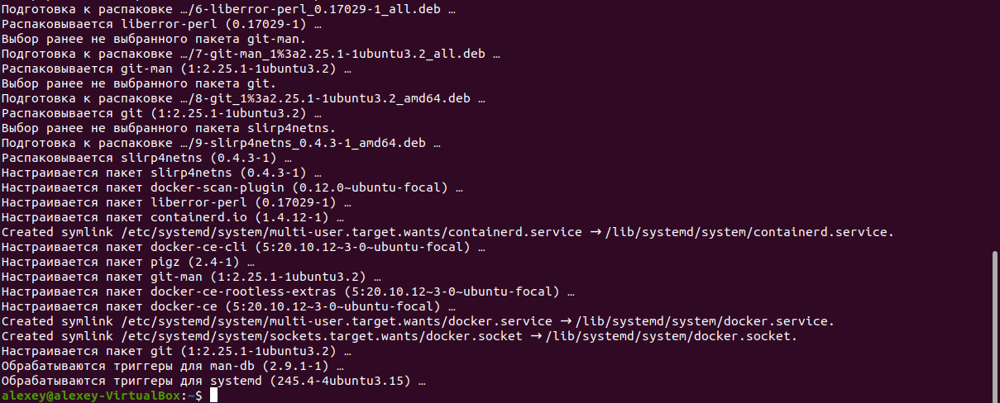 Подготовка к распаковке …/6-liberror-perl_0.17029-1_all.deb …
Распаковывается liberror-perl (0.17029-1) …
Выбор ранее не выбранного пакета git-man.
Подготовка к распаковке …/7-git-man_1%3a2.25.1-1ubuntu3.2_all.deb …
Распаковывается git-man (1:2.25.1-1ubuntu3.2) …
Выбор ранее не выбранного пакета git.
Подготовка к распаковке …/8-git_1%3a2.25.1-1ubuntu3.2_amd64.deb …
Распаковывается git (1:2.25.1-1ubuntu3.2) …
Выбор ранее не выбранного пакета slirp4netns.
Подготовка к распаковке …/9-slirp4netns_0.4.3-1_amd64.deb …
Распаковывается slirp4netns (0.4.3-1) …
Настраивается пакет slirp4netns (0.4.3-1) …
Настраивается пакет docker-scan-plugin (0.12.0~ubuntu-focal) …
Настраивается пакет liberror-perl (0.17029-1) …
Настраивается пакет containerd.io (1.4.12-1) …
Created symlink /etc/systemd/system/multi-user.target.wants/containerd.service → /lib/systemd/system/containerd.service.
Настраивается пакет docker-ce-cli (5:20.10.12~3-0~ubuntu-focal) …
Настраивается пакет pigz (2.4-1) …
Настраивается пакет git-man (1:2.25.1-1ubuntu3.2) …
Настраивается пакет docker-ce-rootless-extras (5:20.10.12~3-0~ubuntu-focal) …
Настраивается пакет docker-ce (5:20.10.12~3-0~ubuntu-focal) …
Created symlink /etc/systemd/system/multi-user.target.wants/docker.service → /lib/systemd/system/docker.service.
Created symlink /etc/systemd/system/sockets.target.wants/docker.socket → /lib/systemd/system/docker.socket.
Настраивается пакет git (1:2.25.1-1ubuntu3.2) …
Обрабатываются триггеры для man-db (2.9.1-1) …
Обрабатываются триггеры для systemd (245.4-4ubuntu3.15) …
alexey@alexey-VirtualBox:~$